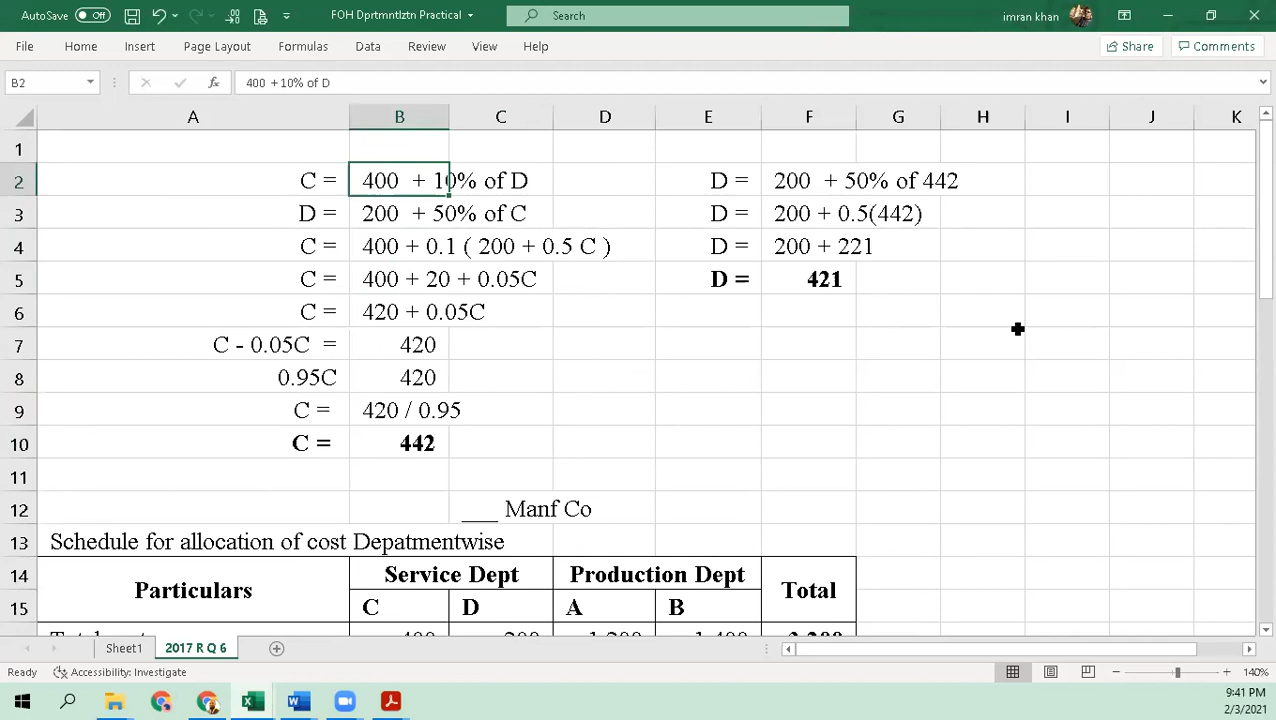 AutoSave Off FOH Dprtmntlztn Practical Search imran khan
File Home Insert Page Layout Formulas Data Review View Help Share Comments
B2 fx 400 + 10% of D
A B C D E F G H I J K
1
2 C = 400 + 10% of D D = 200 + 50% of 442
3 D = 200 + 50% of C D = 200 + 0.5(442)
4 C = 400 + 0.1 ( 200 + 0.5 C ) D = 200 + 221
5 C = 400 + 20 + 0.05C D = 421
6 C = 420 + 0.05C
7 C - 0.05C = 420
8 0.95C 420
9 C = 420 / 0.95
10 C = 442
11
12 ___ Manf Co
13 Schedule for allocation of cost Depatmentwise
14 Particulars Service Dept Production Dept Total
15 C D A B
Sheet1 2017 R Q 6
Ready Accessibility: Investigate 140%
9:41 PM
2/3/2021